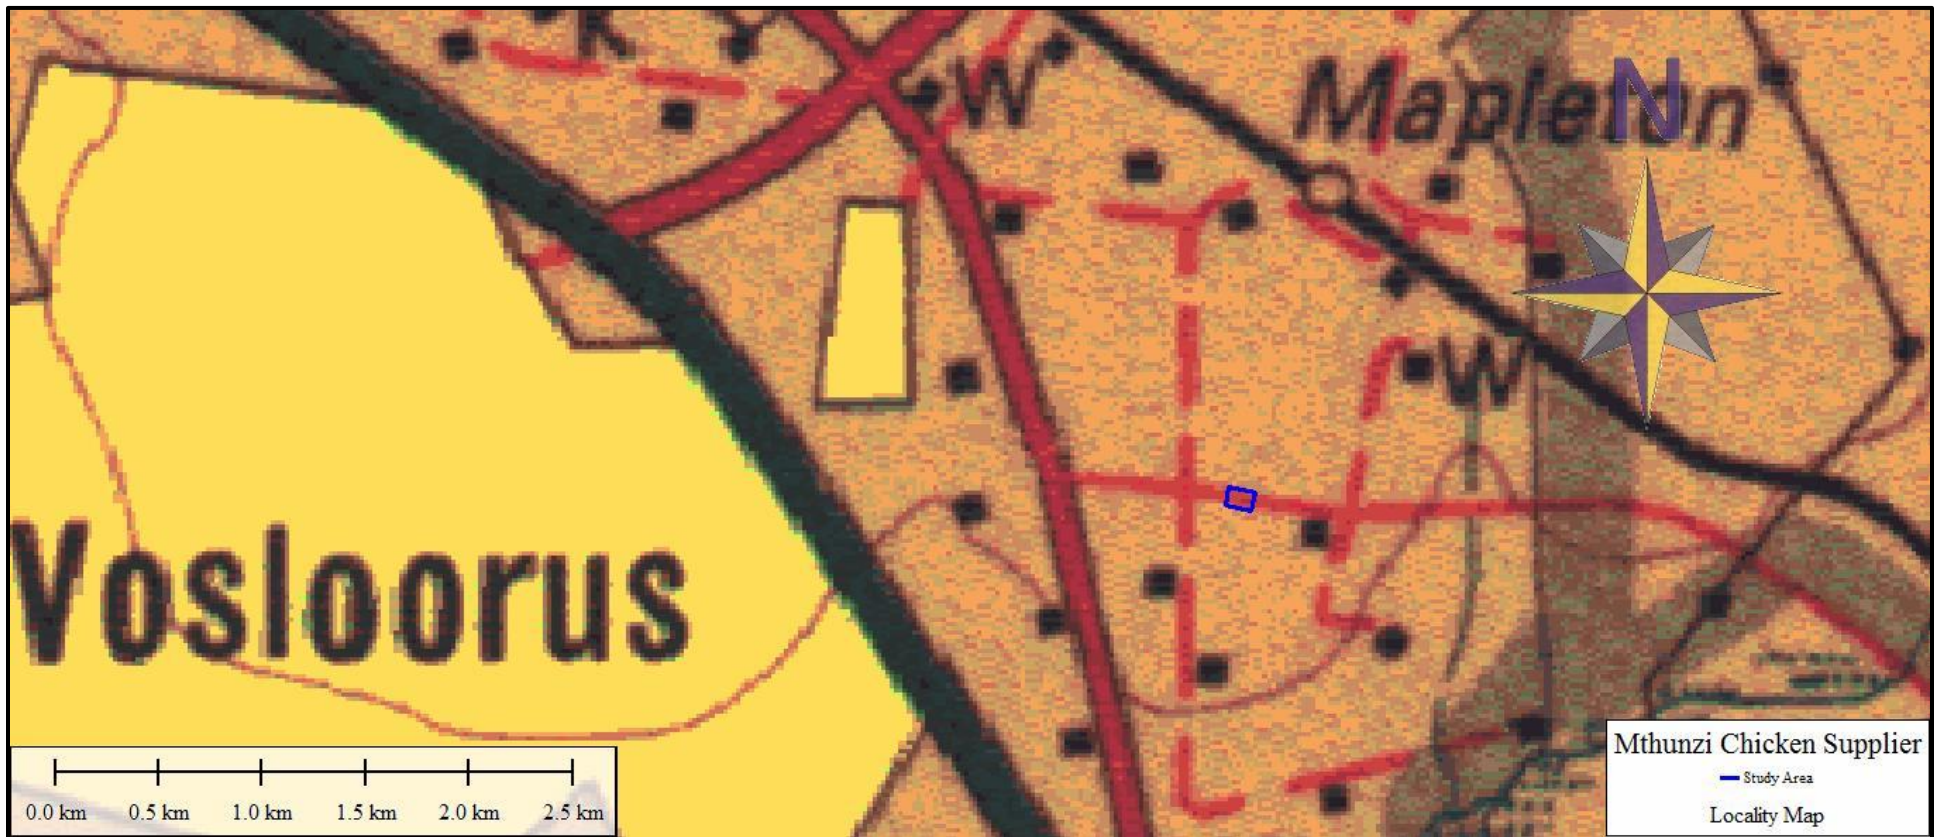 K
W
Mapleton
N
W
Vosloorus
0.0 km 0.5 km 1.0 km 1.5 km 2.0 km 2.5 km
Mthunzi Chicken Supplier
Study Area
Locality Map